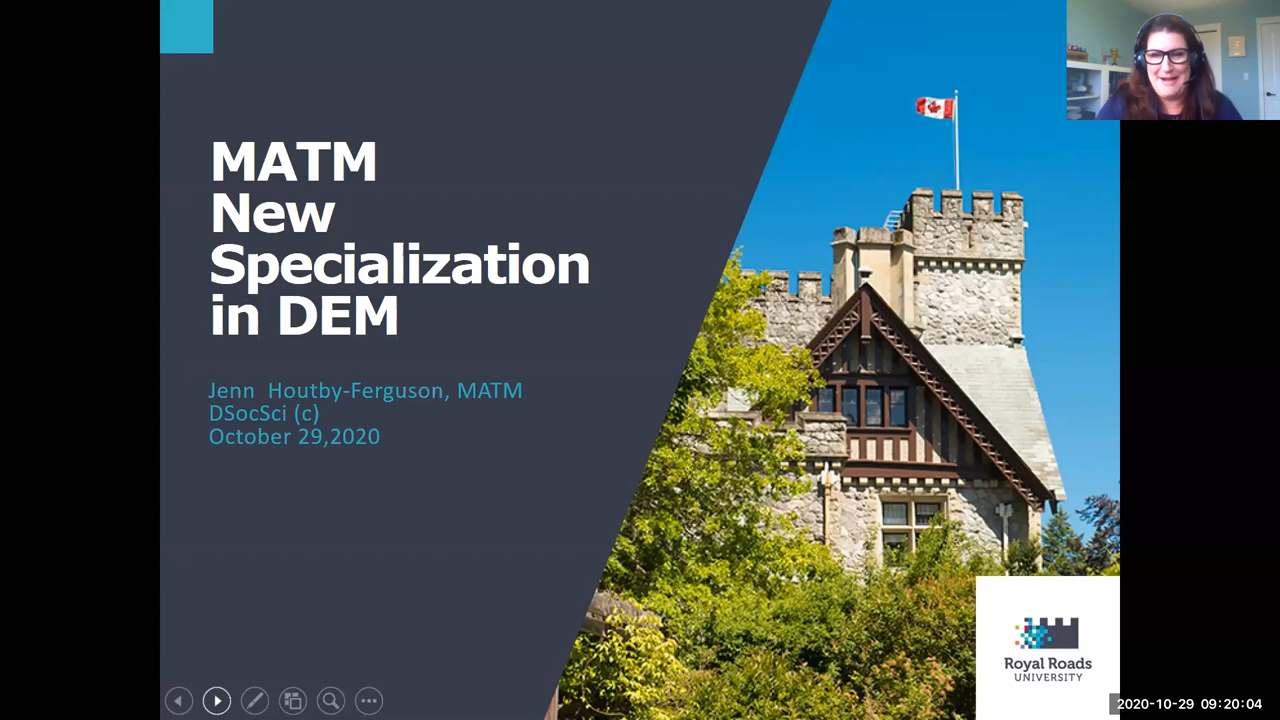 MATM
New
Specialization
in DEM
Jenn Houtby-Ferguson, MATM
DSocSci (c)
October 29,2020
Royal Roads
UNIVERSITY
2020-10-29 09:20:04